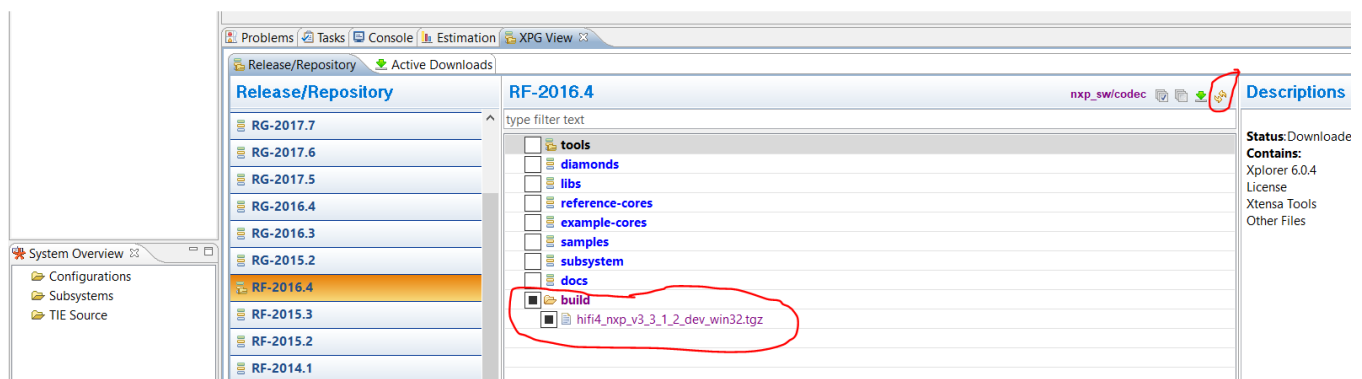 Problems Tasks Console Estimation XPG View
Release/Repository Active Downloads
Release/Repository
RG-2017.7
RG-2017.6
RG-2017.5
RG-2016.4
RG-2016.3
RG-2015.2
RF-2016.4
RF-2015.3
RF-2015.2
RF-2014.1
RF-2016.4 nxp_sw/codec
type filter text
tools
diamonds
libs
reference-cores
example-cores
samples
subsystem
docs
build
hifi4_nxp_v3_3_1_2_dev_win32.tgz
Descriptions
Status:Downloade
Contains:
Xplorer 6.0.4
License
Xtensa Tools
Other Files
System Overview
Configurations
Subsystems
TIE Source